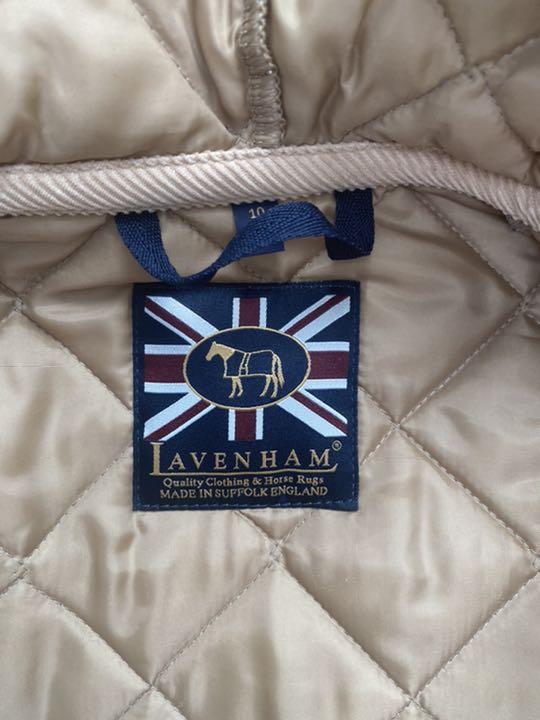 10
LAVENHAM®
Quality Clothing & Horse Rugs
MADE IN SUFFOLK ENGLAND